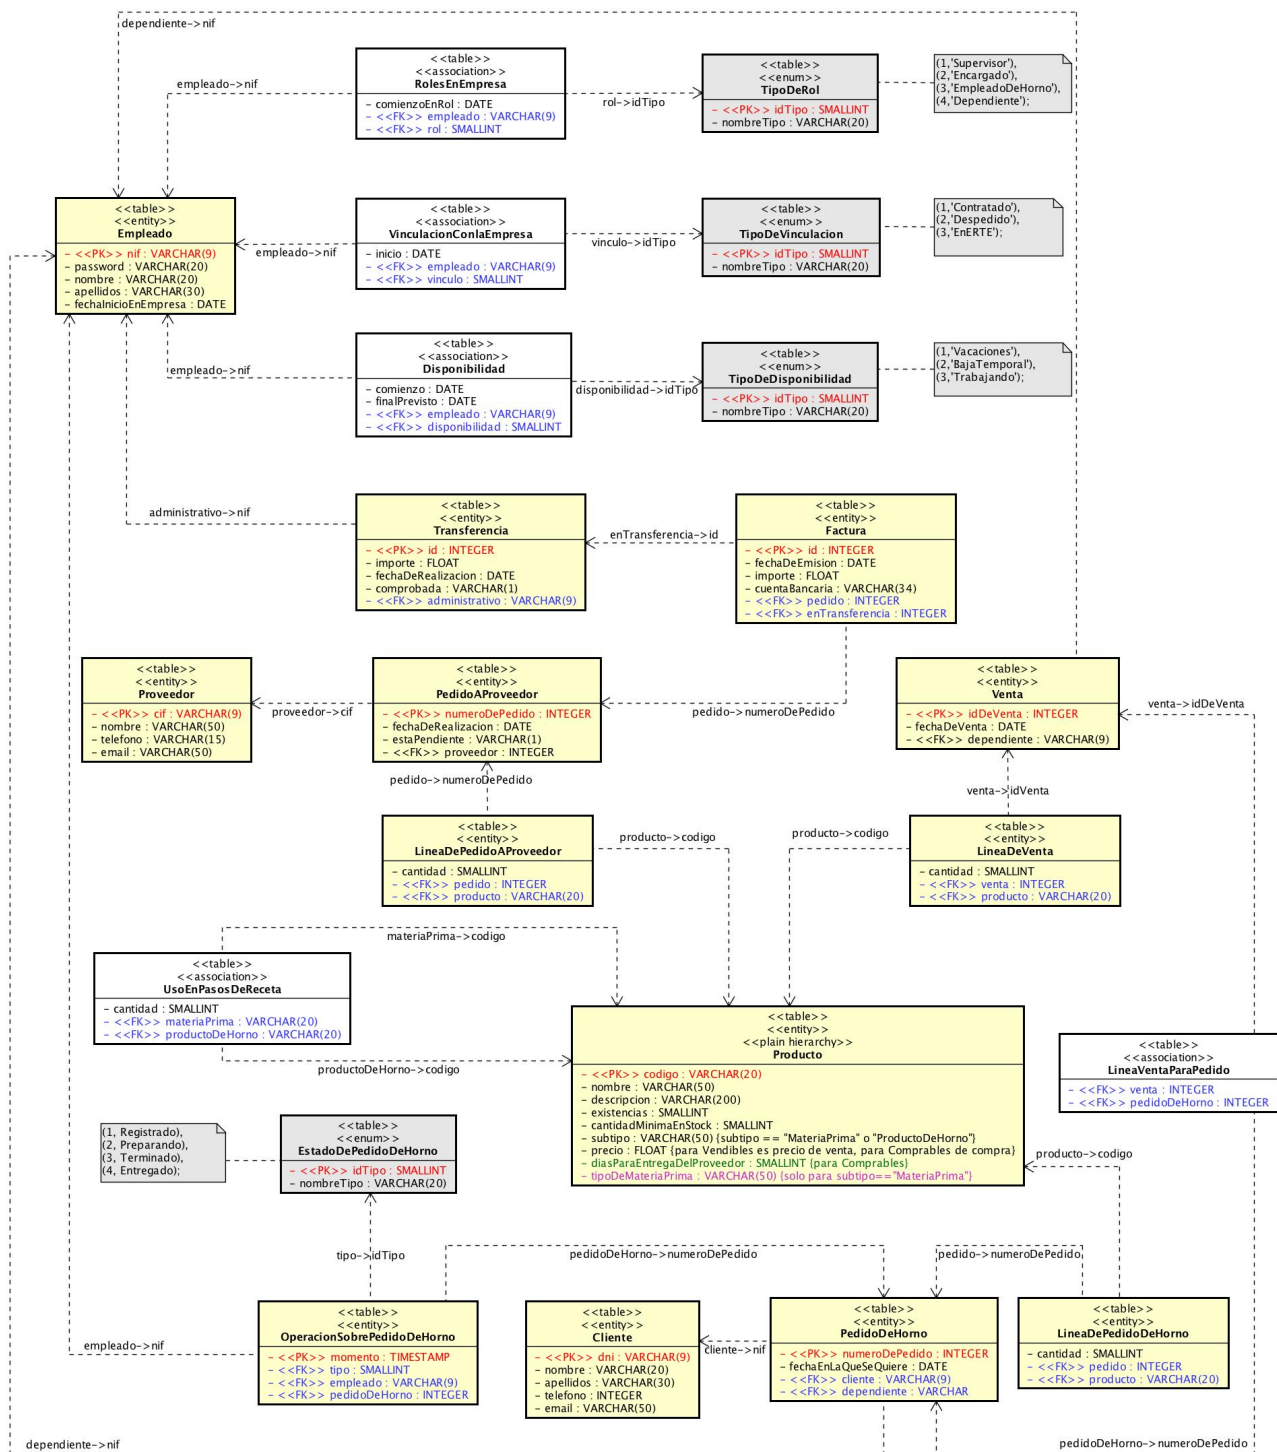 dependiente->nif
<<table>>
<<association>>
RolesEnEmpresa
- comienzoEnRol : DATE
- <<FK>> empleado : VARCHAR(9)
- <<FK>> rol : SMALLINT
empleado->nif
rol->idTipo
<<table>>
<<enum>>
TipoDeRol
- <<PK>> idTipo : SMALLINT
- nombreTipo : VARCHAR(20)
(1,'Supervisor'),
(2,'Encargado'),
(3,'EmpleadoDeHorno'),
(4,'Dependiente');
<<table>>
<<entity>>
Empleado
- <<PK>> nif : VARCHAR(9)
- password : VARCHAR(20)
- nombre : VARCHAR(20)
- apellidos : VARCHAR(30)
- fechaInicioEnEmpresa : DATE
empleado->nif
<<table>>
<<association>>
VinculacionConlaEmpresa
- inicio : DATE
- <<FK>> empleado : VARCHAR(9)
- <<FK>> vinculo : SMALLINT
vinculo->idTipo
<<table>>
<<enum>>
TipoDeVinculacion
- <<PK>> idTipo : SMALLINT
- nombreTipo : VARCHAR(20)
(1,'Contratado'),
(2,'Despedido'),
(3,'EnERTE');
empleado->nif
<<table>>
<<association>>
Disponibilidad
- comienzo : DATE
- finalPrevisto : DATE
- <<FK>> empleado : VARCHAR(9)
- <<FK>> disponibilidad : SMALLINT
disponibilidad->idTipo
<<table>>
<<enum>>
TipoDeDisponibilidad
- <<PK>> idTipo : SMALLINT
- nombreTipo : VARCHAR(20)
(1,'Vacaciones'),
(2,'BajaTemporal'),
(3,'Trabajando');
administrativo->nif
<<table>>
<<entity>>
Transferencia
- <<PK>> id : INTEGER
- importe : FLOAT
- fechaDeRealizacion : DATE
- comprobada : VARCHAR(1)
- <<FK>> administrativo : VARCHAR(9)
enTransferencia->id
<<table>>
<<entity>>
Factura
- <<PK>> id : INTEGER
- fechaDeEmision : DATE
- importe : FLOAT
- cuentaBancaria : VARCHAR(34)
- <<FK>> pedido : INTEGER
- <<FK>> enTransferencia : INTEGER
<<table>>
<<entity>>
Proveedor
- <<PK>> cif : VARCHAR(9)
- nombre : VARCHAR(50)
- telefono : VARCHAR(15)
- email : VARCHAR(50)
proveedor->cif
<<table>>
<<entity>>
PedidoAProveedor
- <<PK>> numeroDePedido : INTEGER
- fechaDeRealizacion : DATE
- estaPendiente : VARCHAR(1)
- <<FK>> proveedor : INTEGER
pedido->numeroDePedido
<<table>>
<<entity>>
Venta
- <<PK>> idDeVenta : INTEGER
- fechaDeVenta : DATE
- <<FK>> dependiente : VARCHAR(9)
venta->idDeVenta
pedido->numeroDePedido
venta->idVenta
<<table>>
<<entity>>
LineaDePedidoAProveedor
- cantidad : SMALLINT
- <<FK>> pedido : INTEGER
- <<FK>> producto : VARCHAR(20)
producto->codigo
producto->codigo
<<table>>
<<entity>>
LineaDeVenta
- cantidad : SMALLINT
- <<FK>> venta : INTEGER
- <<FK>> producto : VARCHAR(20)
materiaPrima->codigo
<<table>>
<<association>>
UsoEnPasosDeReceta
- cantidad : SMALLINT
- <<FK>> materiaPrima : VARCHAR(20)
- <<FK>> productoDeHorno : VARCHAR(20)
productoDeHorno->codigo
<<table>>
<<entity>>
<<plain hierarchy>>
Producto
- <<PK>> codigo : VARCHAR(20)
- nombre : VARCHAR(50)
- descripcion : VARCHAR(200)
- existencias : SMALLINT
- cantidadMinimaEnStock : SMALLINT
- subtipo : VARCHAR(50) {subtipo == "MateriaPrima" o "ProductoDeHorno"}
- precio : FLOAT {para Vendibles es precio de venta, para Comprables de compra}
- diasParaEntregaDelProveedor : SMALLINT {para Comprables}
- tipoDeMateriaPrima : VARCHAR(50) {solo para subtipo=="MateriaPrima"}
<<table>>
<<association>>
LineaVentaParaPedido
- <<FK>> venta : INTEGER
- <<FK>> pedidoDeHorno : INTEGER
(1, Registrado),
(2, Preparando),
(3, Terminado),
(4, Entregado);
<<table>>
<<enum>>
EstadoDePedidoDeHorno
- <<PK>> idTipo : SMALLINT
- nombreTipo : VARCHAR(20)
producto->codigo
tipo->idTipo
pedidoDeHorno->numeroDePedido
pedido->numeroDePedido
<<table>>
<<entity>>
OperacionSobrePedidoDeHorno
- <<PK>> momento : TIMESTAMP
- <<FK>> tipo : SMALLINT
- <<FK>> empleado : VARCHAR(9)
- <<FK>> pedidoDeHorno : INTEGER
empleado->nif
<<table>>
<<entity>>
Cliente
- <<PK>> dni : VARCHAR(9)
- nombre : VARCHAR(20)
- apellidos : VARCHAR(30)
- telefono : INTEGER
- email : VARCHAR(50)
cliente->nif
<<table>>
<<entity>>
PedidoDeHorno
- <<PK>> numeroDePedido : INTEGER
- fechaEnLaQueSeQuiere : DATE
- <<FK>> cliente : VARCHAR(9)
- <<FK>> dependiente : VARCHAR
<<table>>
<<entity>>
LineaDePedidoDeHorno
- cantidad : SMALLINT
- <<FK>> pedido : INTEGER
- <<FK>> producto : VARCHAR(20)
dependiente->nif
pedidoDeHorno->numeroDePedido